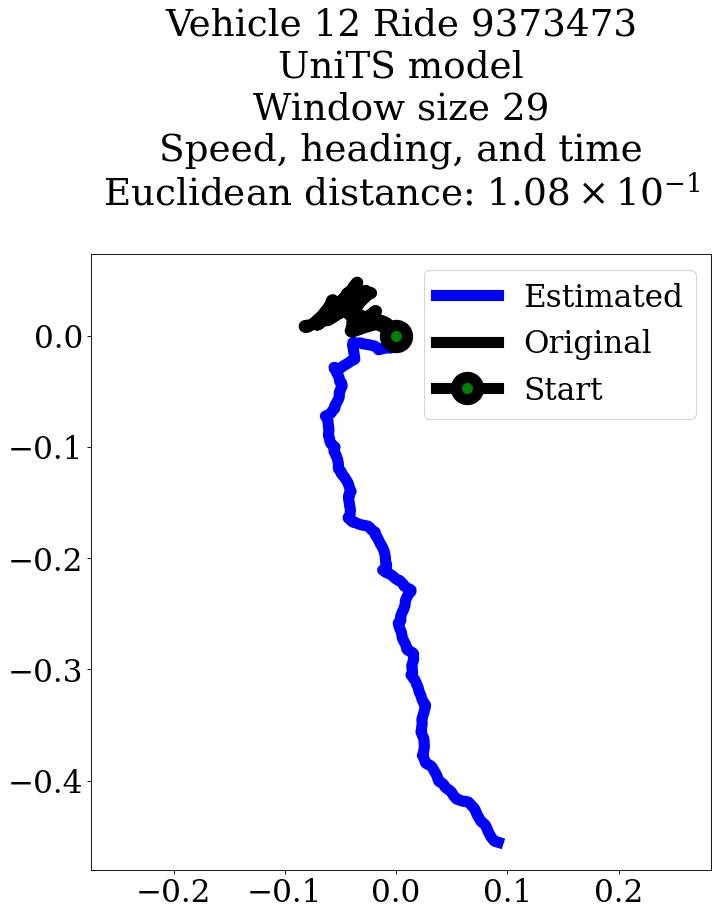 Vehicle 12 Ride 9373473
UniTS model
Window size 29
Speed, heading, and time
Euclidean distance: 1.08 × 10⁻¹
Estimated
Original
Start
0.0
−0.1
−0.2
−0.3
−0.4
−0.2 −0.1 0.0 0.1 0.2